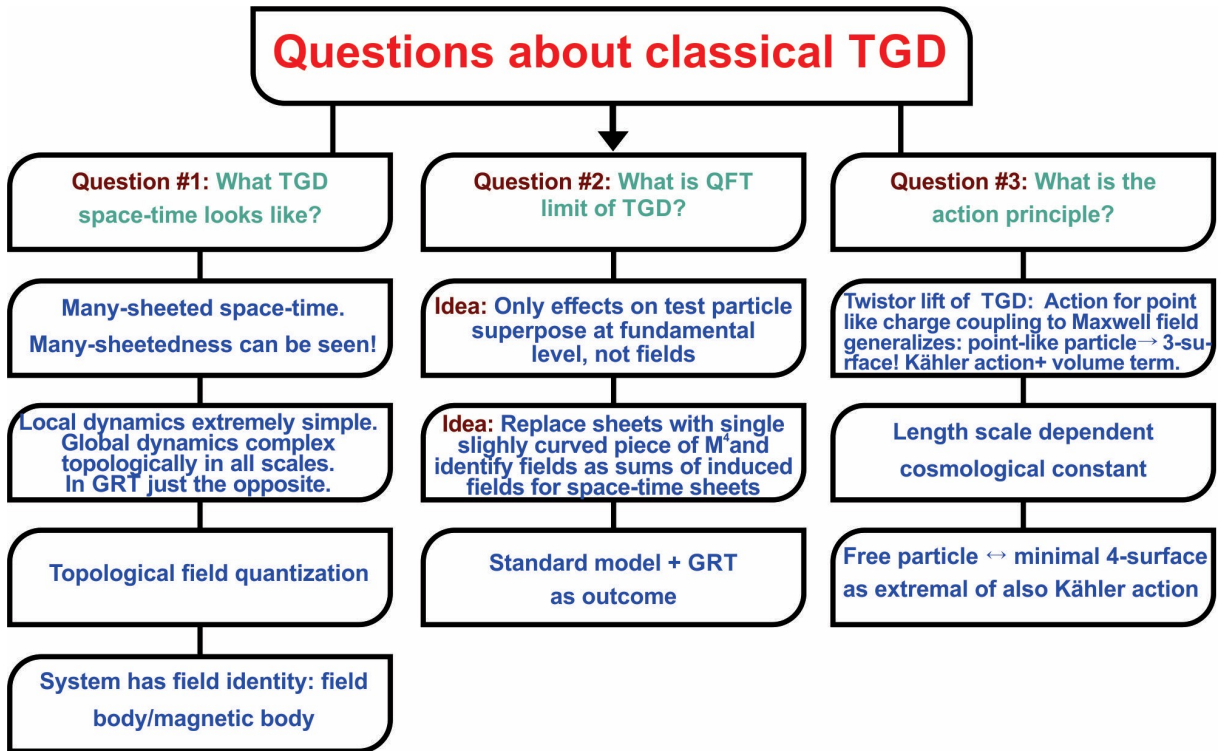 Questions about classical TGD
Question #1: What TGD
space-time looks like?
Many-sheeted space-time.
Many-sheetedness can be seen!
Local dynamics extremely simple.
Global dynamics complex
topologically in all scales.
In GRT just the opposite.
Topological field quantization
System has field identity: field
body/magnetic body
Question #2: What is QFT
limit of TGD?
Idea: Only effects on test particle
superpose at fundamental
level, not fields
Idea: Replace sheets with single
slighly curved piece of M⁴and
identify fields as sums of induced
fields for space-time sheets
Standard model + GRT
as outcome
Question #3: What is the
action principle?
Twistor lift of TGD: Action for point
like charge coupling to Maxwell field
generalizes: point-like particle→ 3-su-
rface! Kähler action+ volume term.
Length scale dependent
cosmological constant
Free particle ↔ minimal 4-surface
as extremal of also Kähler action